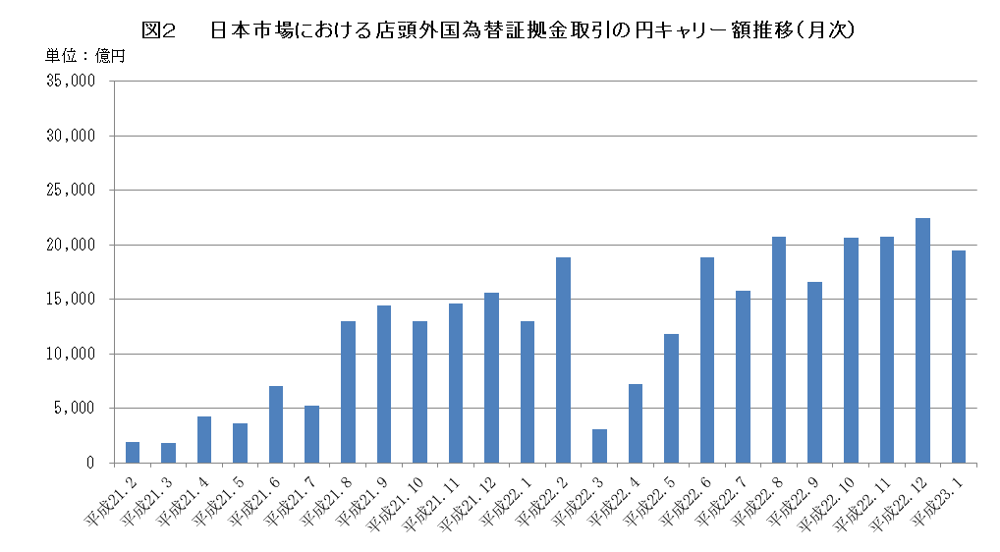 図2 日本市場における店頭外国為替証拠金取引の円キャリー額推移(月次)
単位：億円
35,000
30,000
25,000
20,000
15,000
10,000
5,000
0
平成21.2
平成21.3
平成21.4
平成21.5
平成21.6
平成21.7
平成21.8
平成21.9
平成21.10
平成21.11
平成21.12
平成22.1
平成22.2
平成22.3
平成22.4
平成22.5
平成22.6
平成22.7
平成22.8
平成22.9
平成22.10
平成22.11
平成22.12
平成23.1